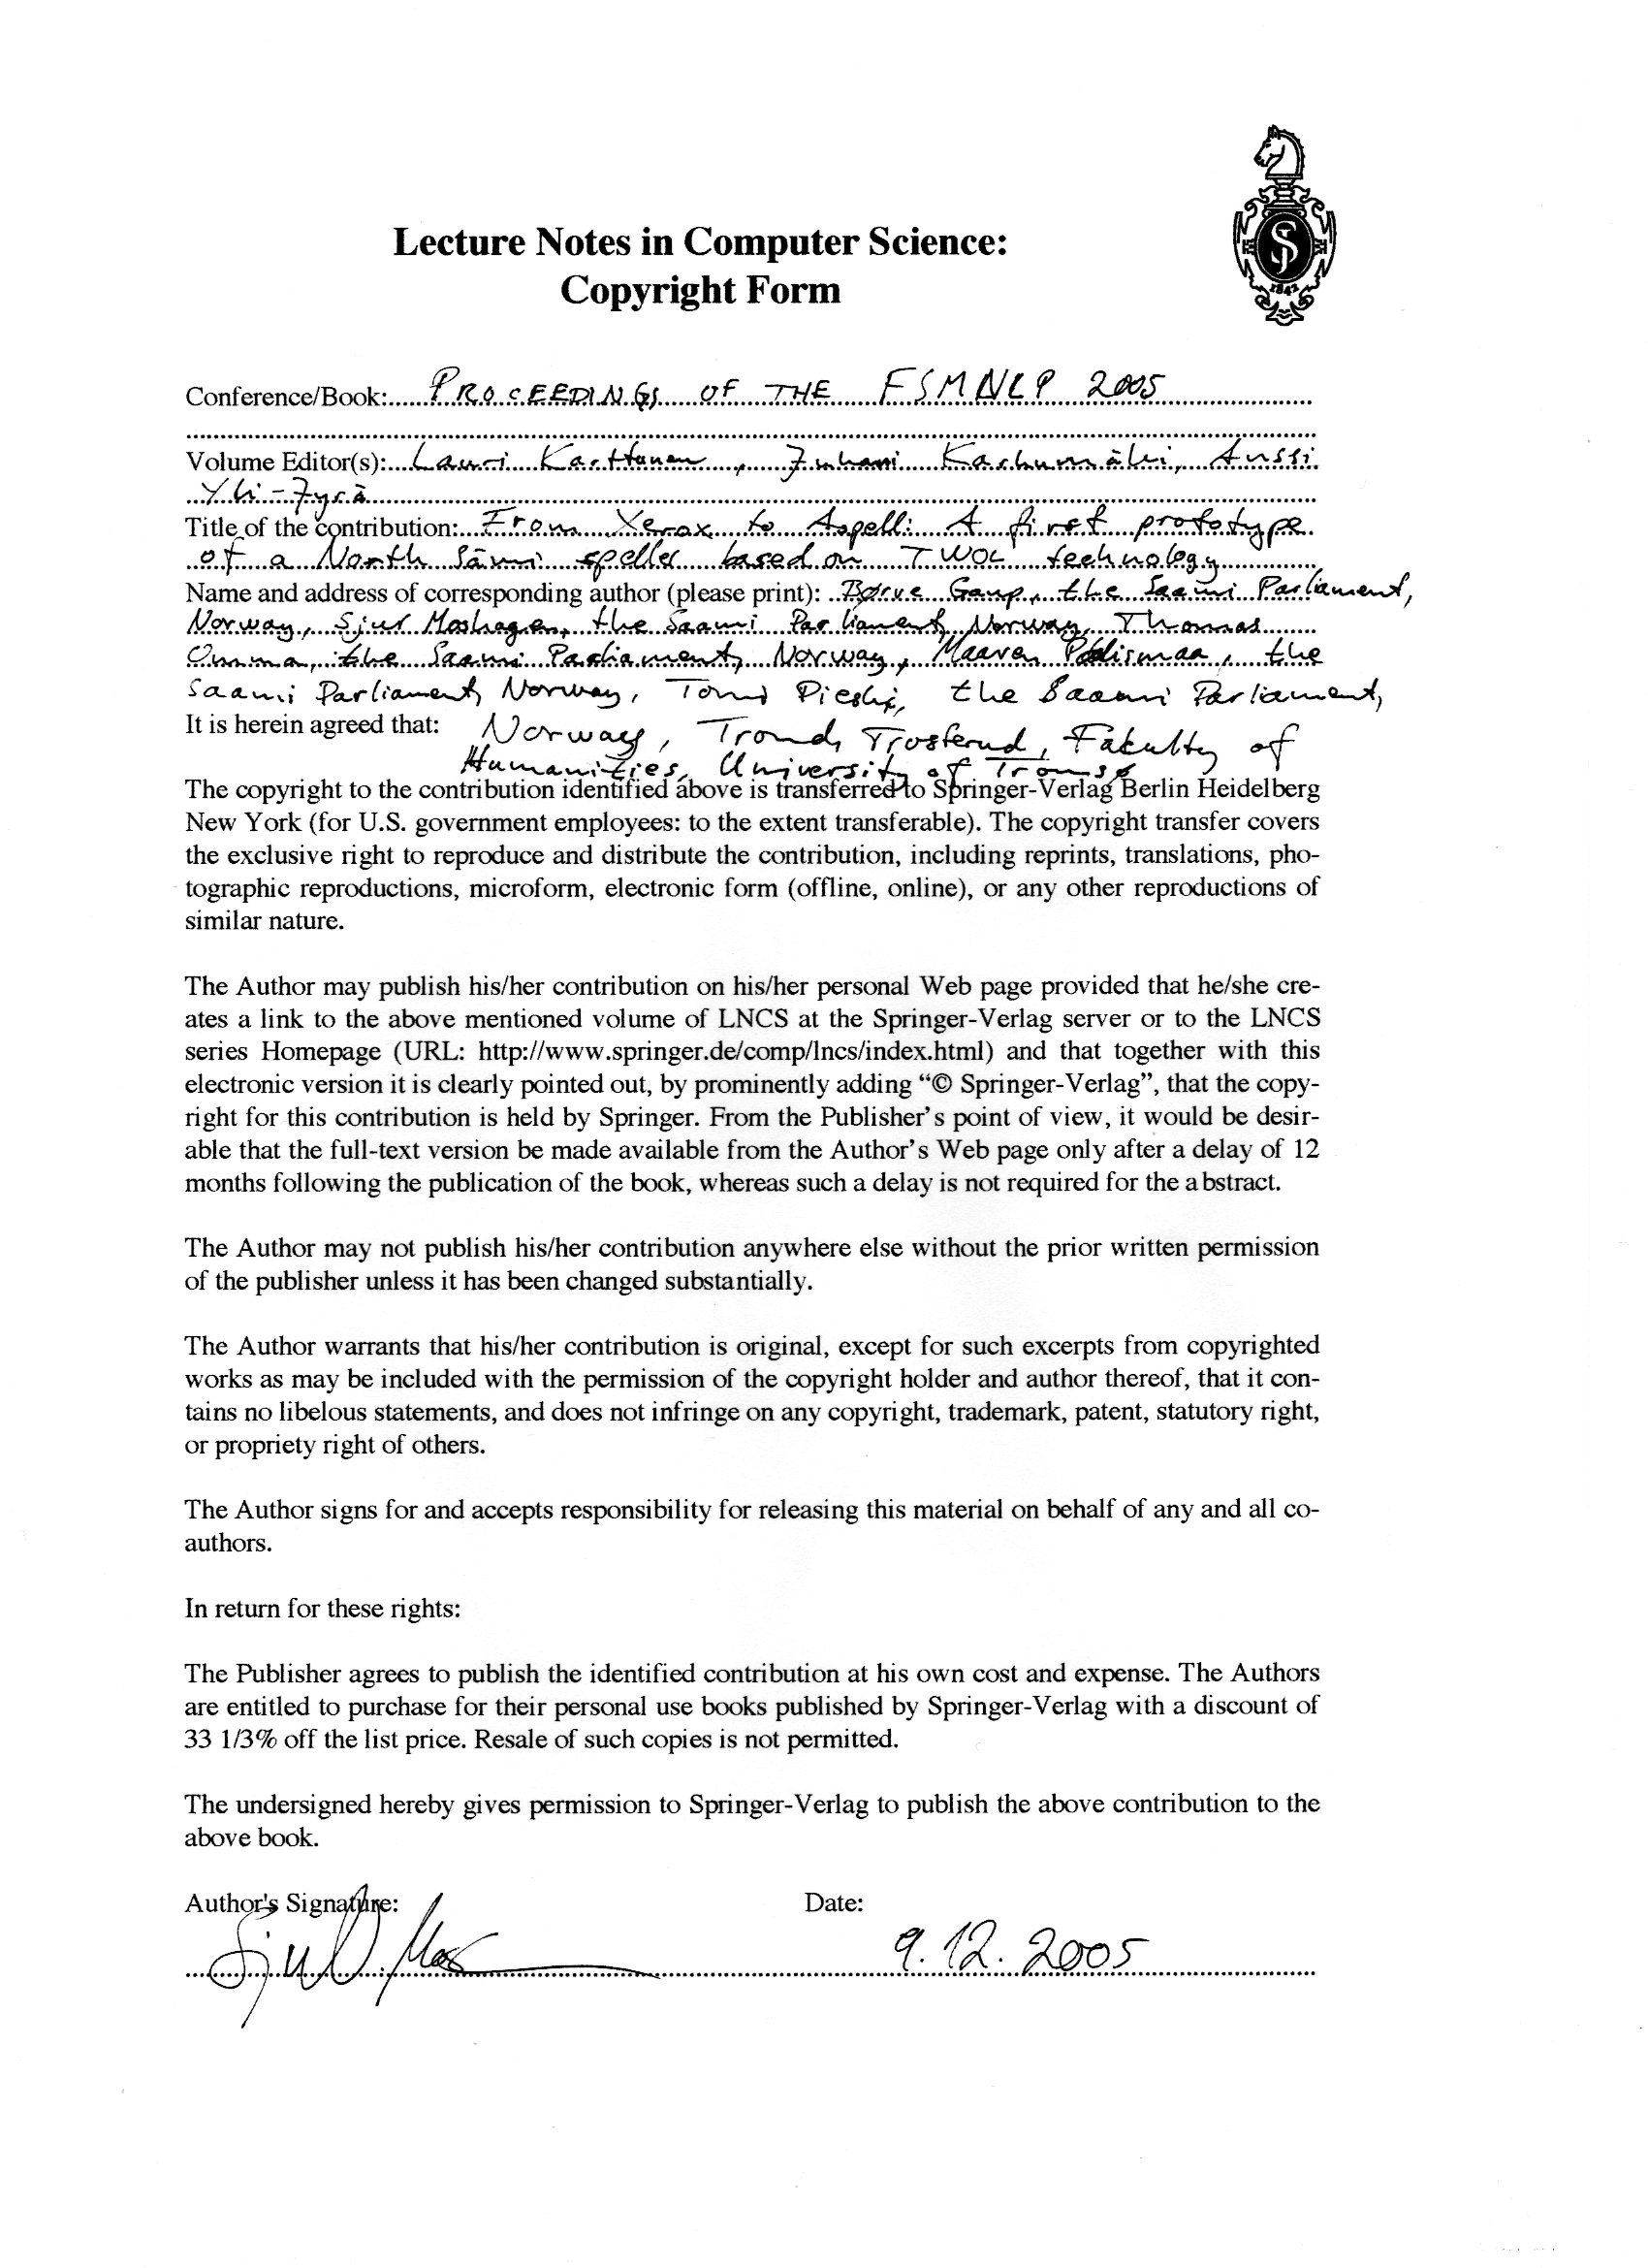 Lecture Notes in Computer Science:
Copyright Form
1842
Conference/Book: PROCEEDINGS OF THE FSMNLP 2005
Volume Editor(s): Lauri Karttunen, Juhani Karhumäki, Anssi
Yli-Jyrä
Title of the contribution: From Xerox to Aspell: A first prototype
of a North Sámi speller based on TWOL technology
Name and address of corresponding author (please print): Børre Gaup, the Saami Parliament,
Norway, Sjur Moshagen, the Saami Parliament, Norway, Thomas
Omma, the Saami Parliament, Norway, Maaren Palismaa, the
Saami Parliament, Norway, Tomi Pieski, the Saami Parliament,
It is herein agreed that: Norway, Trond Trosterud, Fakulty of
Humanities, University of Tromsø
The copyright to the contribution identified above is transferred to Springer-Verlag Berlin Heidelberg
New York (for U.S. government employees: to the extent transferable). The copyright transfer covers
the exclusive right to reproduce and distribute the contribution, including reprints, translations, pho-
tographic reproductions, microform, electronic form (offline, online), or any other reproductions of
similar nature.
The Author may publish his/her contribution on his/her personal Web page provided that he/she cre-
ates a link to the above mentioned volume of LNCS at the Springer-Verlag server or to the LNCS
series Homepage (URL: http://www.springer.de/comp/lncs/index.html) and that together with this
electronic version it is clearly pointed out, by prominently adding “© Springer-Verlag”, that the copy-
right for this contribution is held by Springer. From the Publisher’s point of view, it would be desir-
able that the full-text version be made available from the Author’s Web page only after a delay of 12
months following the publication of the book, whereas such a delay is not required for the abstract.
The Author may not publish his/her contribution anywhere else without the prior written permission
of the publisher unless it has been changed substantially.
The Author warrants that his/her contribution is original, except for such excerpts from copyrighted
works as may be included with the permission of the copyright holder and author thereof, that it con-
tains no libelous statements, and does not infringe on any copyright, trademark, patent, statutory right,
or propriety right of others.
The Author signs for and accepts responsibility for releasing this material on behalf of any and all co-
authors.
In return for these rights:
The Publisher agrees to publish the identified contribution at his own cost and expense. The Authors
are entitled to purchase for their personal use books published by Springer-Verlag with a discount of
33 1/3% off the list price. Resale of such copies is not permitted.
The undersigned hereby gives permission to Springer-Verlag to publish the above contribution to the
above book.
Author's Signature: Date:
9.12.2005